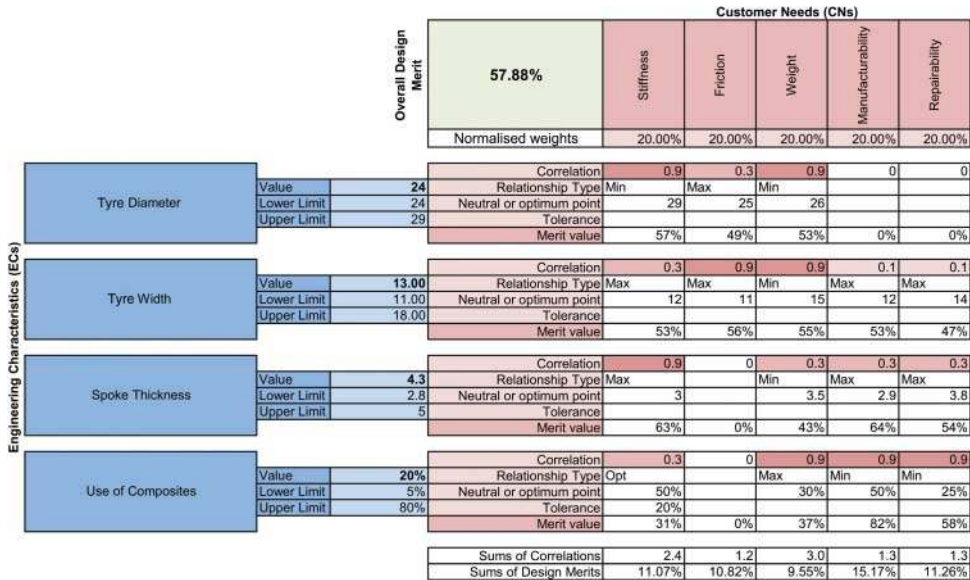 Customer Needs (CNs)
Overall Design Merit
57.88%
Stiffness
Friction
Weight
Manufacturability
Repairability
Normalised weights 20.00% 20.00% 20.00% 20.00% 20.00%
Engineering Characteristics (ECs)
Tyre Diameter
Correlation 0.9 0.3 0.9 0 0
Value 24 Relationship Type Min Max Min
Lower Limit 24 Neutral or optimum point 29 25 26
Upper Limit 29 Tolerance
Merit value 57% 49% 53% 0% 0%
Tyre Width
Correlation 0.3 0.9 0.9 0.1 0.1
Value 13.00 Relationship Type Max Max Min Max Max
Lower Limit 11.00 Neutral or optimum point 12 11 15 12 14
Upper Limit 18.00 Tolerance
Merit value 53% 56% 55% 53% 47%
Spoke Thickness
Correlation 0.9 0 0.3 0.3 0.3
Value 4.3 Relationship Type Max Min Max Max
Lower Limit 2.8 Neutral or optimum point 3 3.5 2.9 3.8
Upper Limit 5 Tolerance
Merit value 63% 0% 43% 64% 54%
Use of Composites
Correlation 0.3 0 0.9 0.9 0.9
Value 20% Relationship Type Opt Max Min Min
Lower Limit 5% Neutral or optimum point 50% 30% 50% 25%
Upper Limit 80% Tolerance 20%
Merit value 31% 0% 37% 82% 58%
Sums of Correlations 2.4 1.2 3.0 1.3 1.3
Sums of Design Merits 11.07% 10.82% 9.55% 15.17% 11.26%